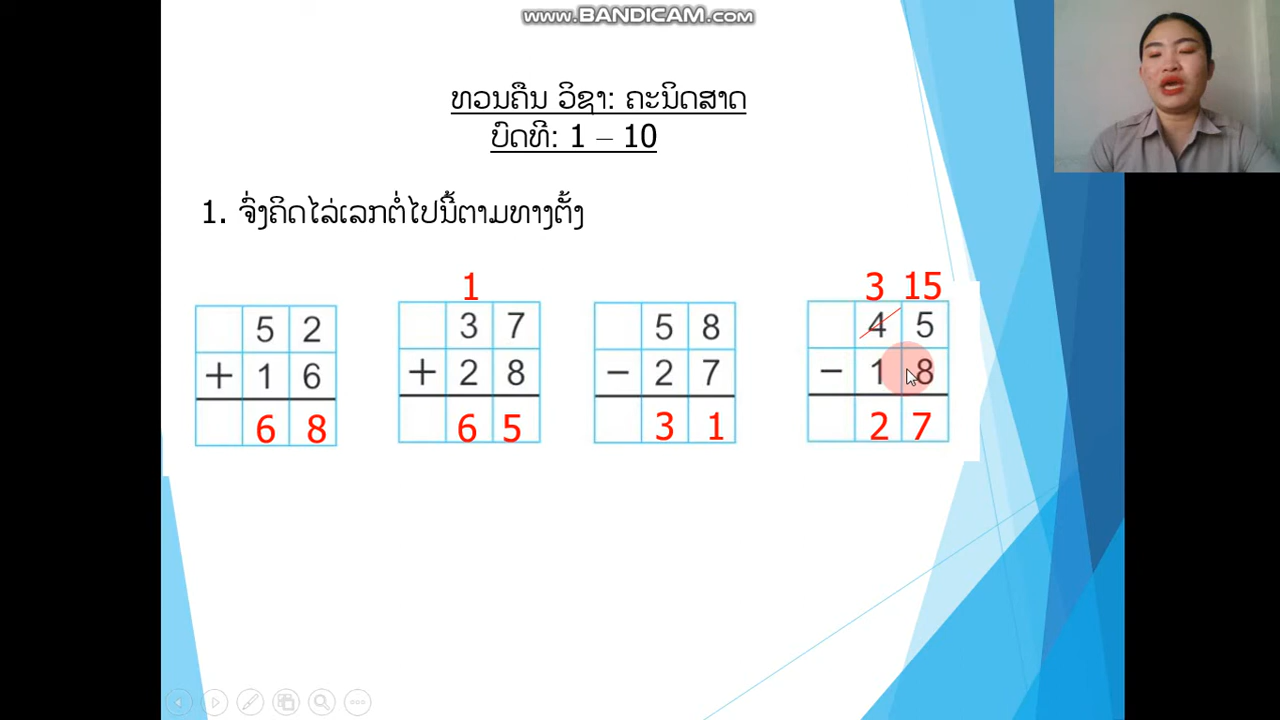 www.BANDICAM.com
ທວນຄືນ ວິຊາ: ຄະນິດສາດ
ບົດທີ: 1 – 10
1. ຈົ່ງຄິດໄລ່ເລກຕໍ່ໄປນີ້ຕາມທາງຕັ້ງ
5 2
+ 1 6
6 8
1
3 7
+ 2 8
6 5
5 8
− 2 7
3 1
3 15
4 5
− 1 8
2 7